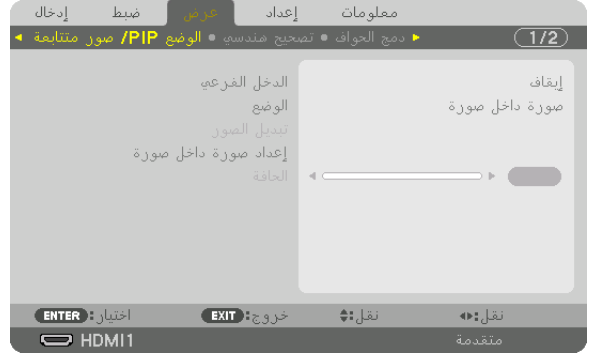 إدخال ضبط عرض إعداد معلومات
◄ الوضع PIP/ صور متتابعة ● تصحيح هندسي ● دمج الحواف ► 1/2
الدخل الفرعي إيقاف
الوضع صورة داخل صورة
تبديل الصور
إعداد صورة داخل صورة
الحافة
ENTER :اختيار EXIT :خروج نقل: نقل:
HDMI1 متقدمة